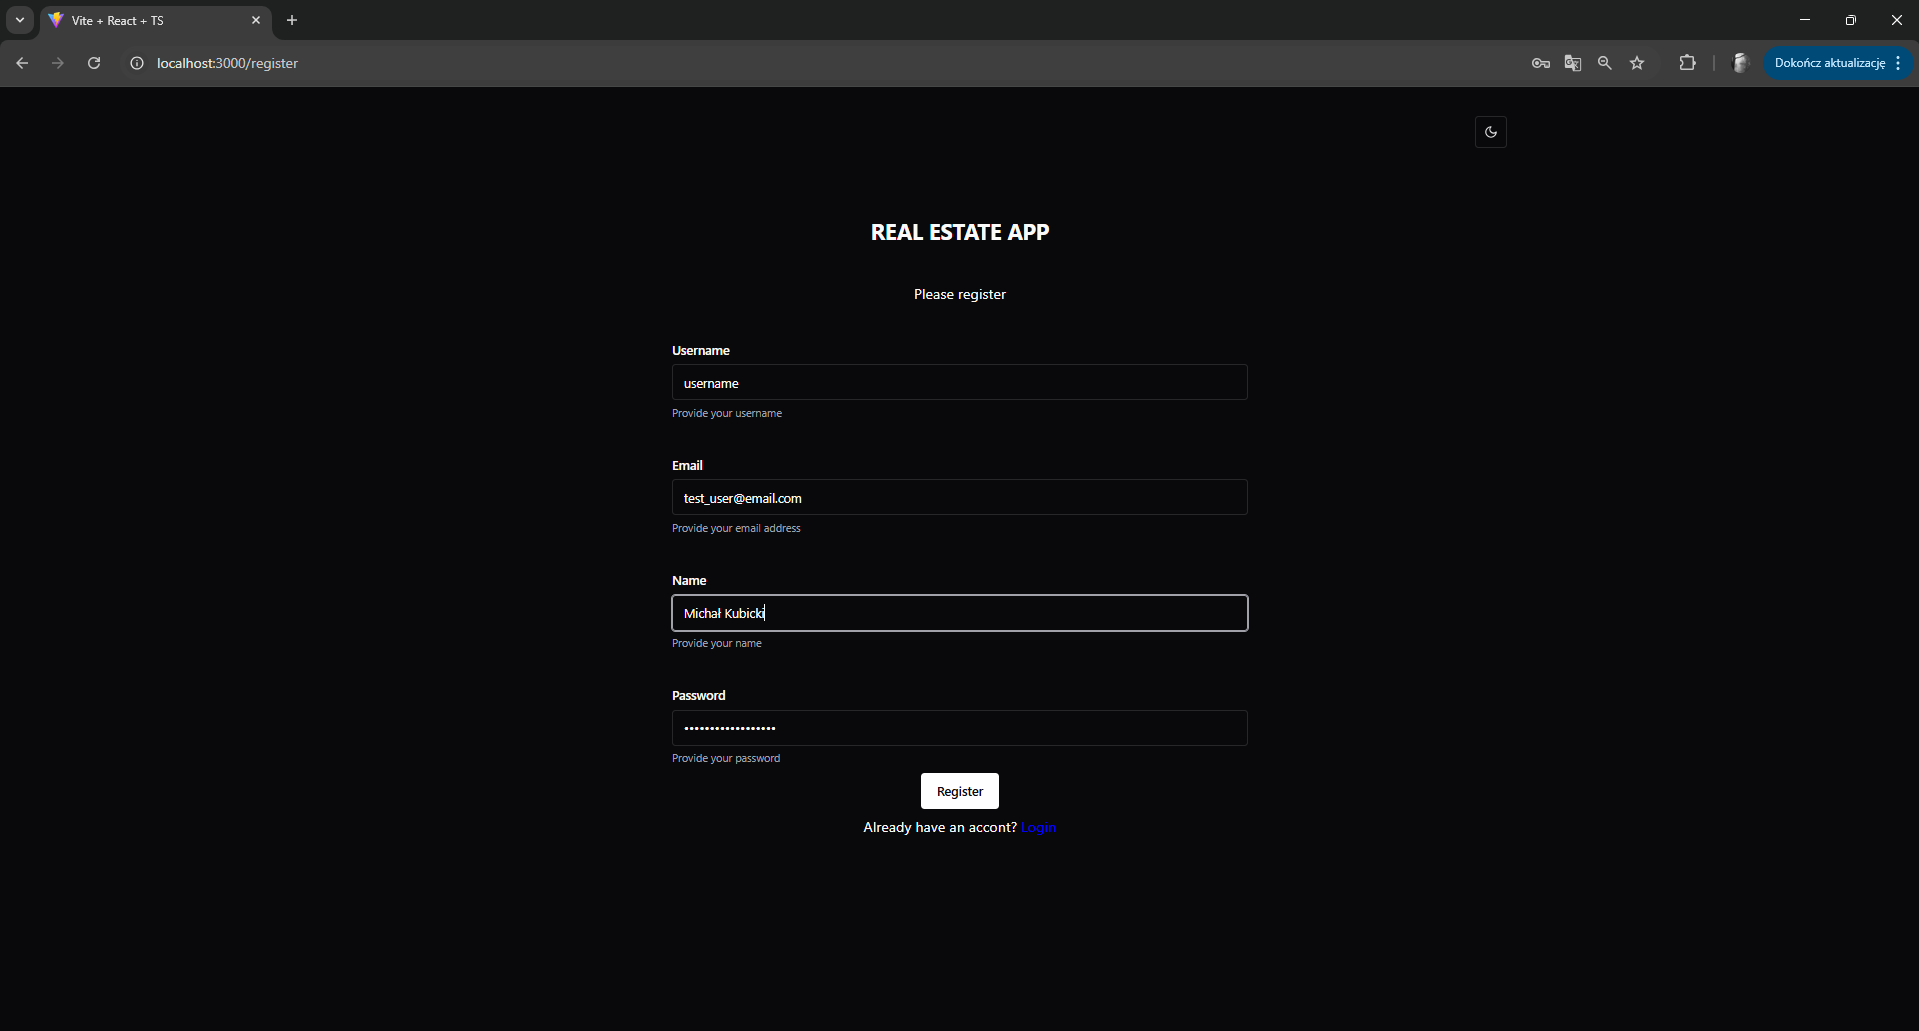 Vite + React + TS
localhost:3000/register
Dokończ aktualizację
REAL ESTATE APP
Please register
Username
username
Provide your username
Email
test_user@email.com
Provide your email address
Name
Michał Kubicki
Provide your name
Password
••••••••••••••••••
Provide your password
Register
Already have an accont? Login